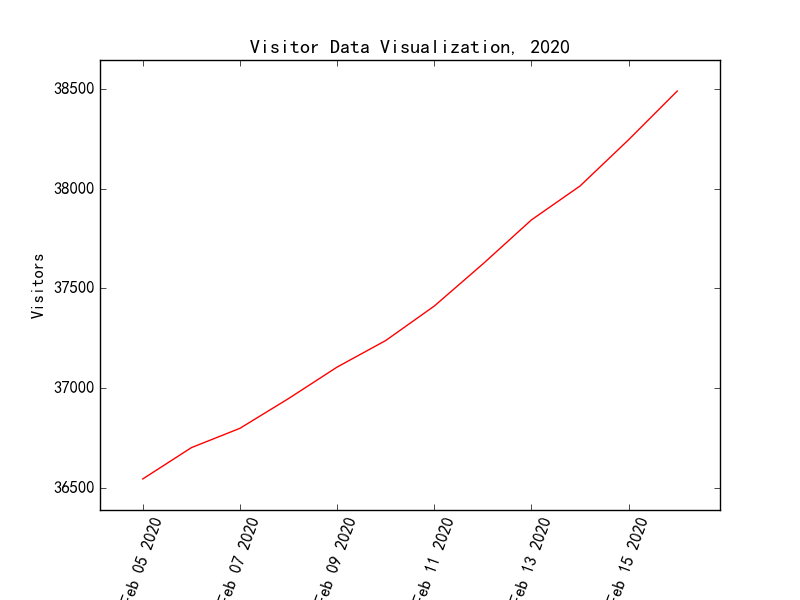 Visitor Data Visualization, 2020
38500
38000
37500
37000
36500
Visitors
Feb 05 2020
Feb 07 2020
Feb 09 2020
Feb 11 2020
Feb 13 2020
Feb 15 2020